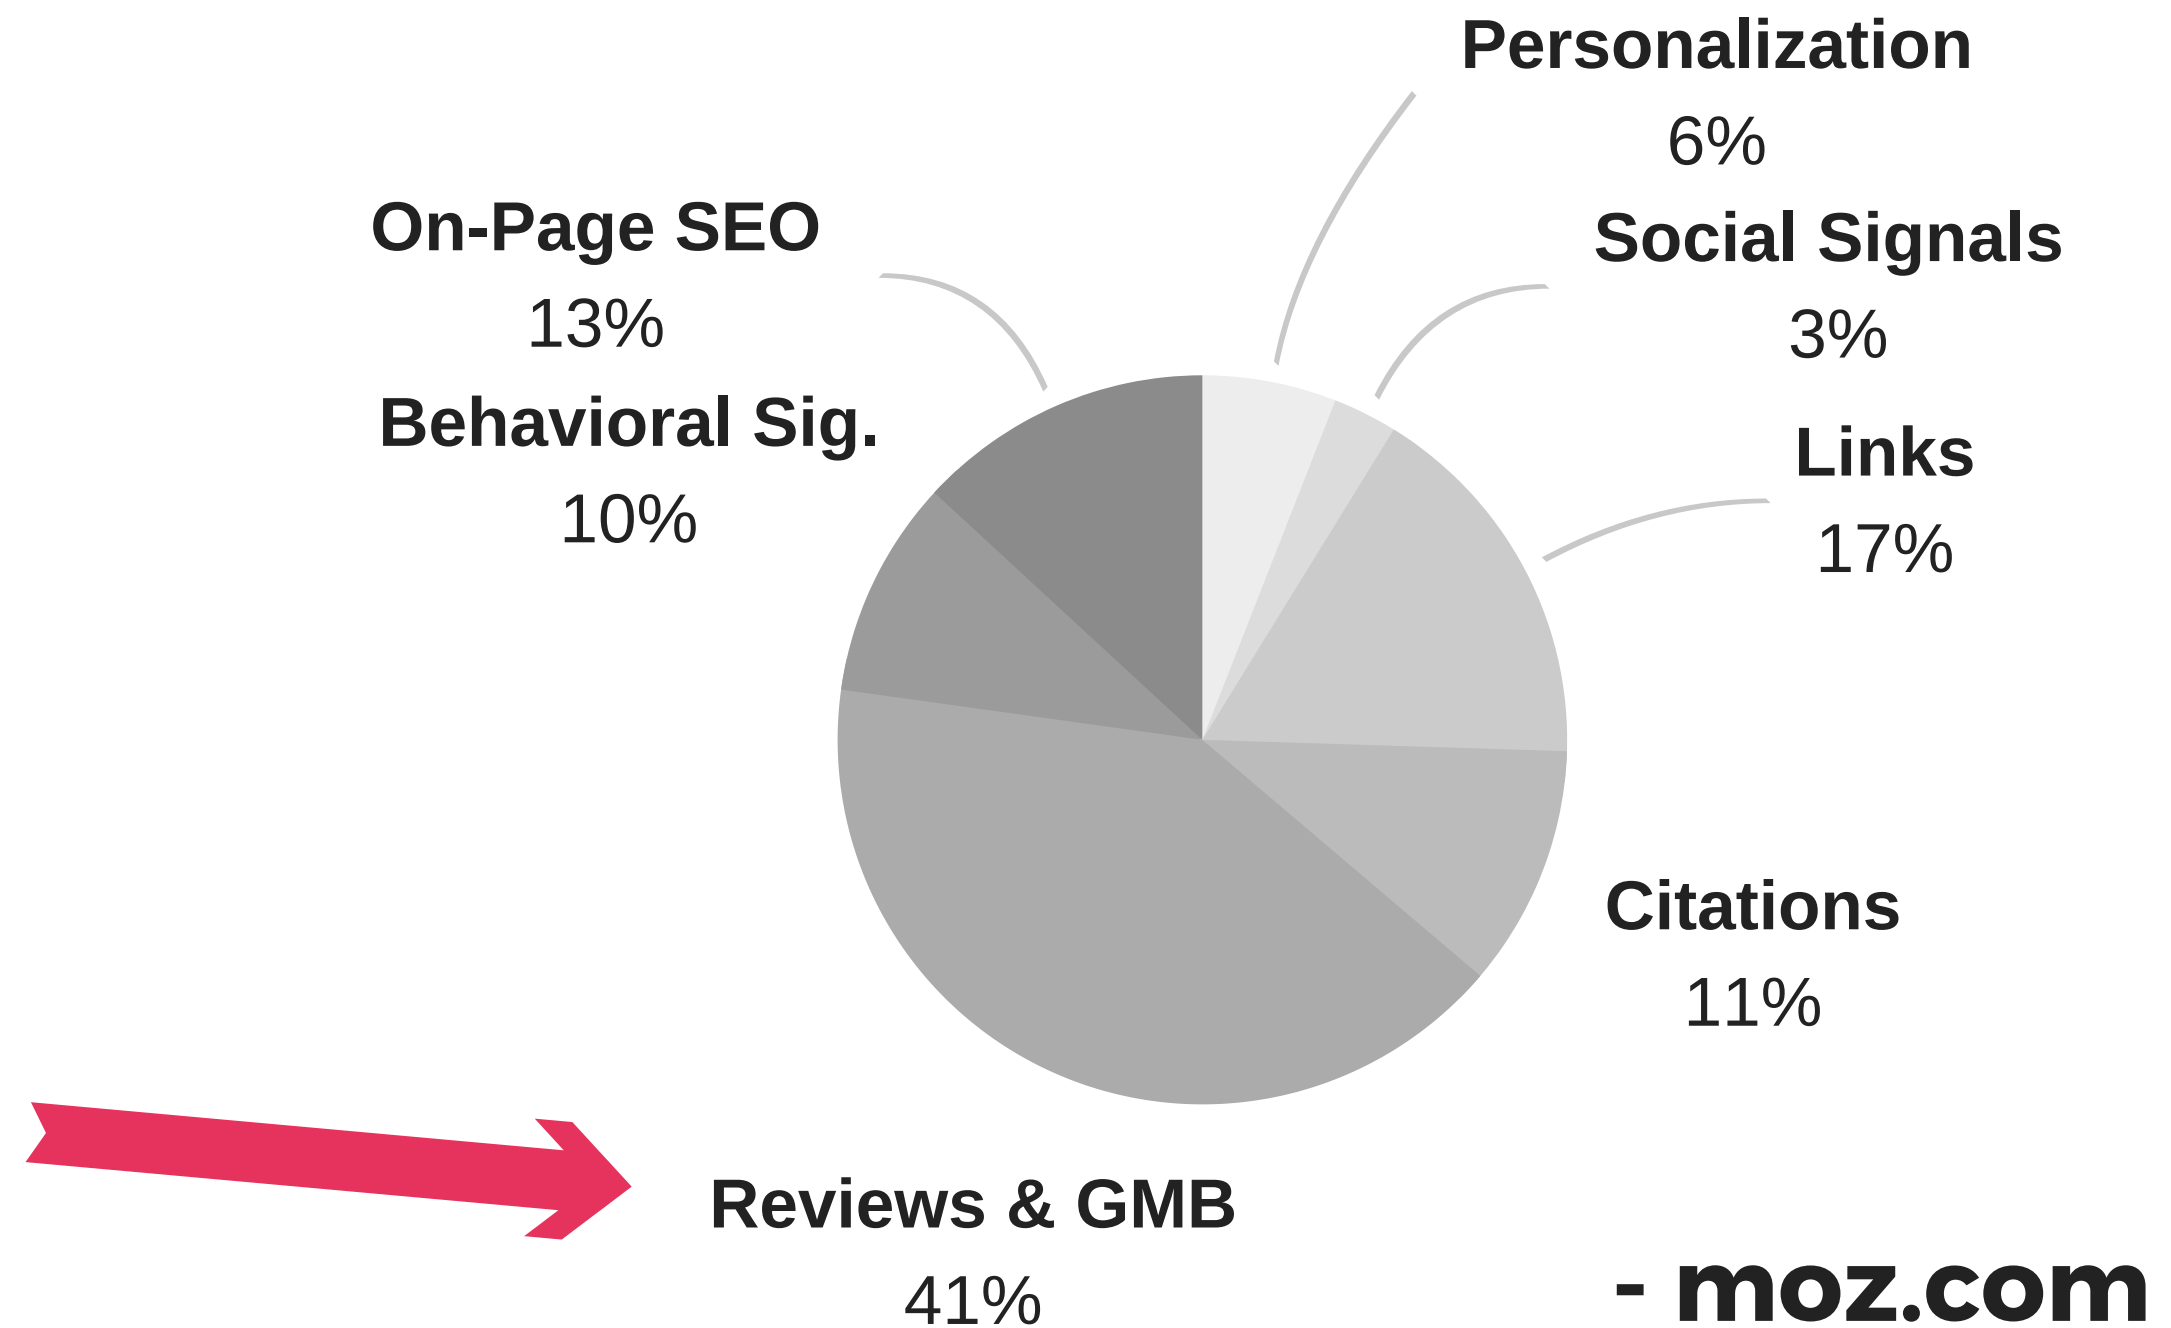 Personalization
6%
Social Signals
3%
Links
17%
Citations
11%
Reviews & GMB
41%
Behavioral Sig.
10%
On-Page SEO
13%
- moz.com